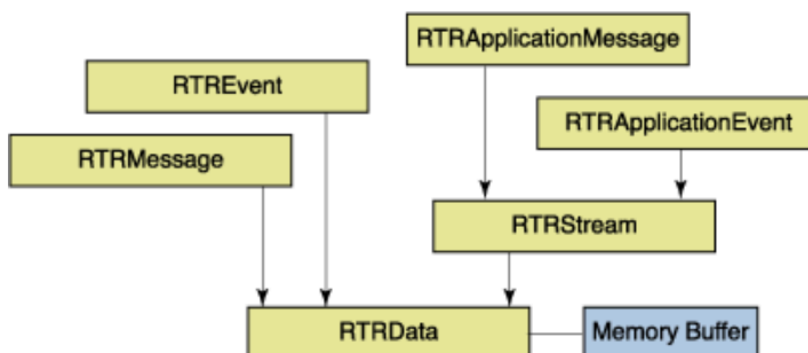 RTRApplicationMessage
RTREvent
RTRApplicationEvent
RTRMessage
RTRStream
RTRData
Memory Buffer